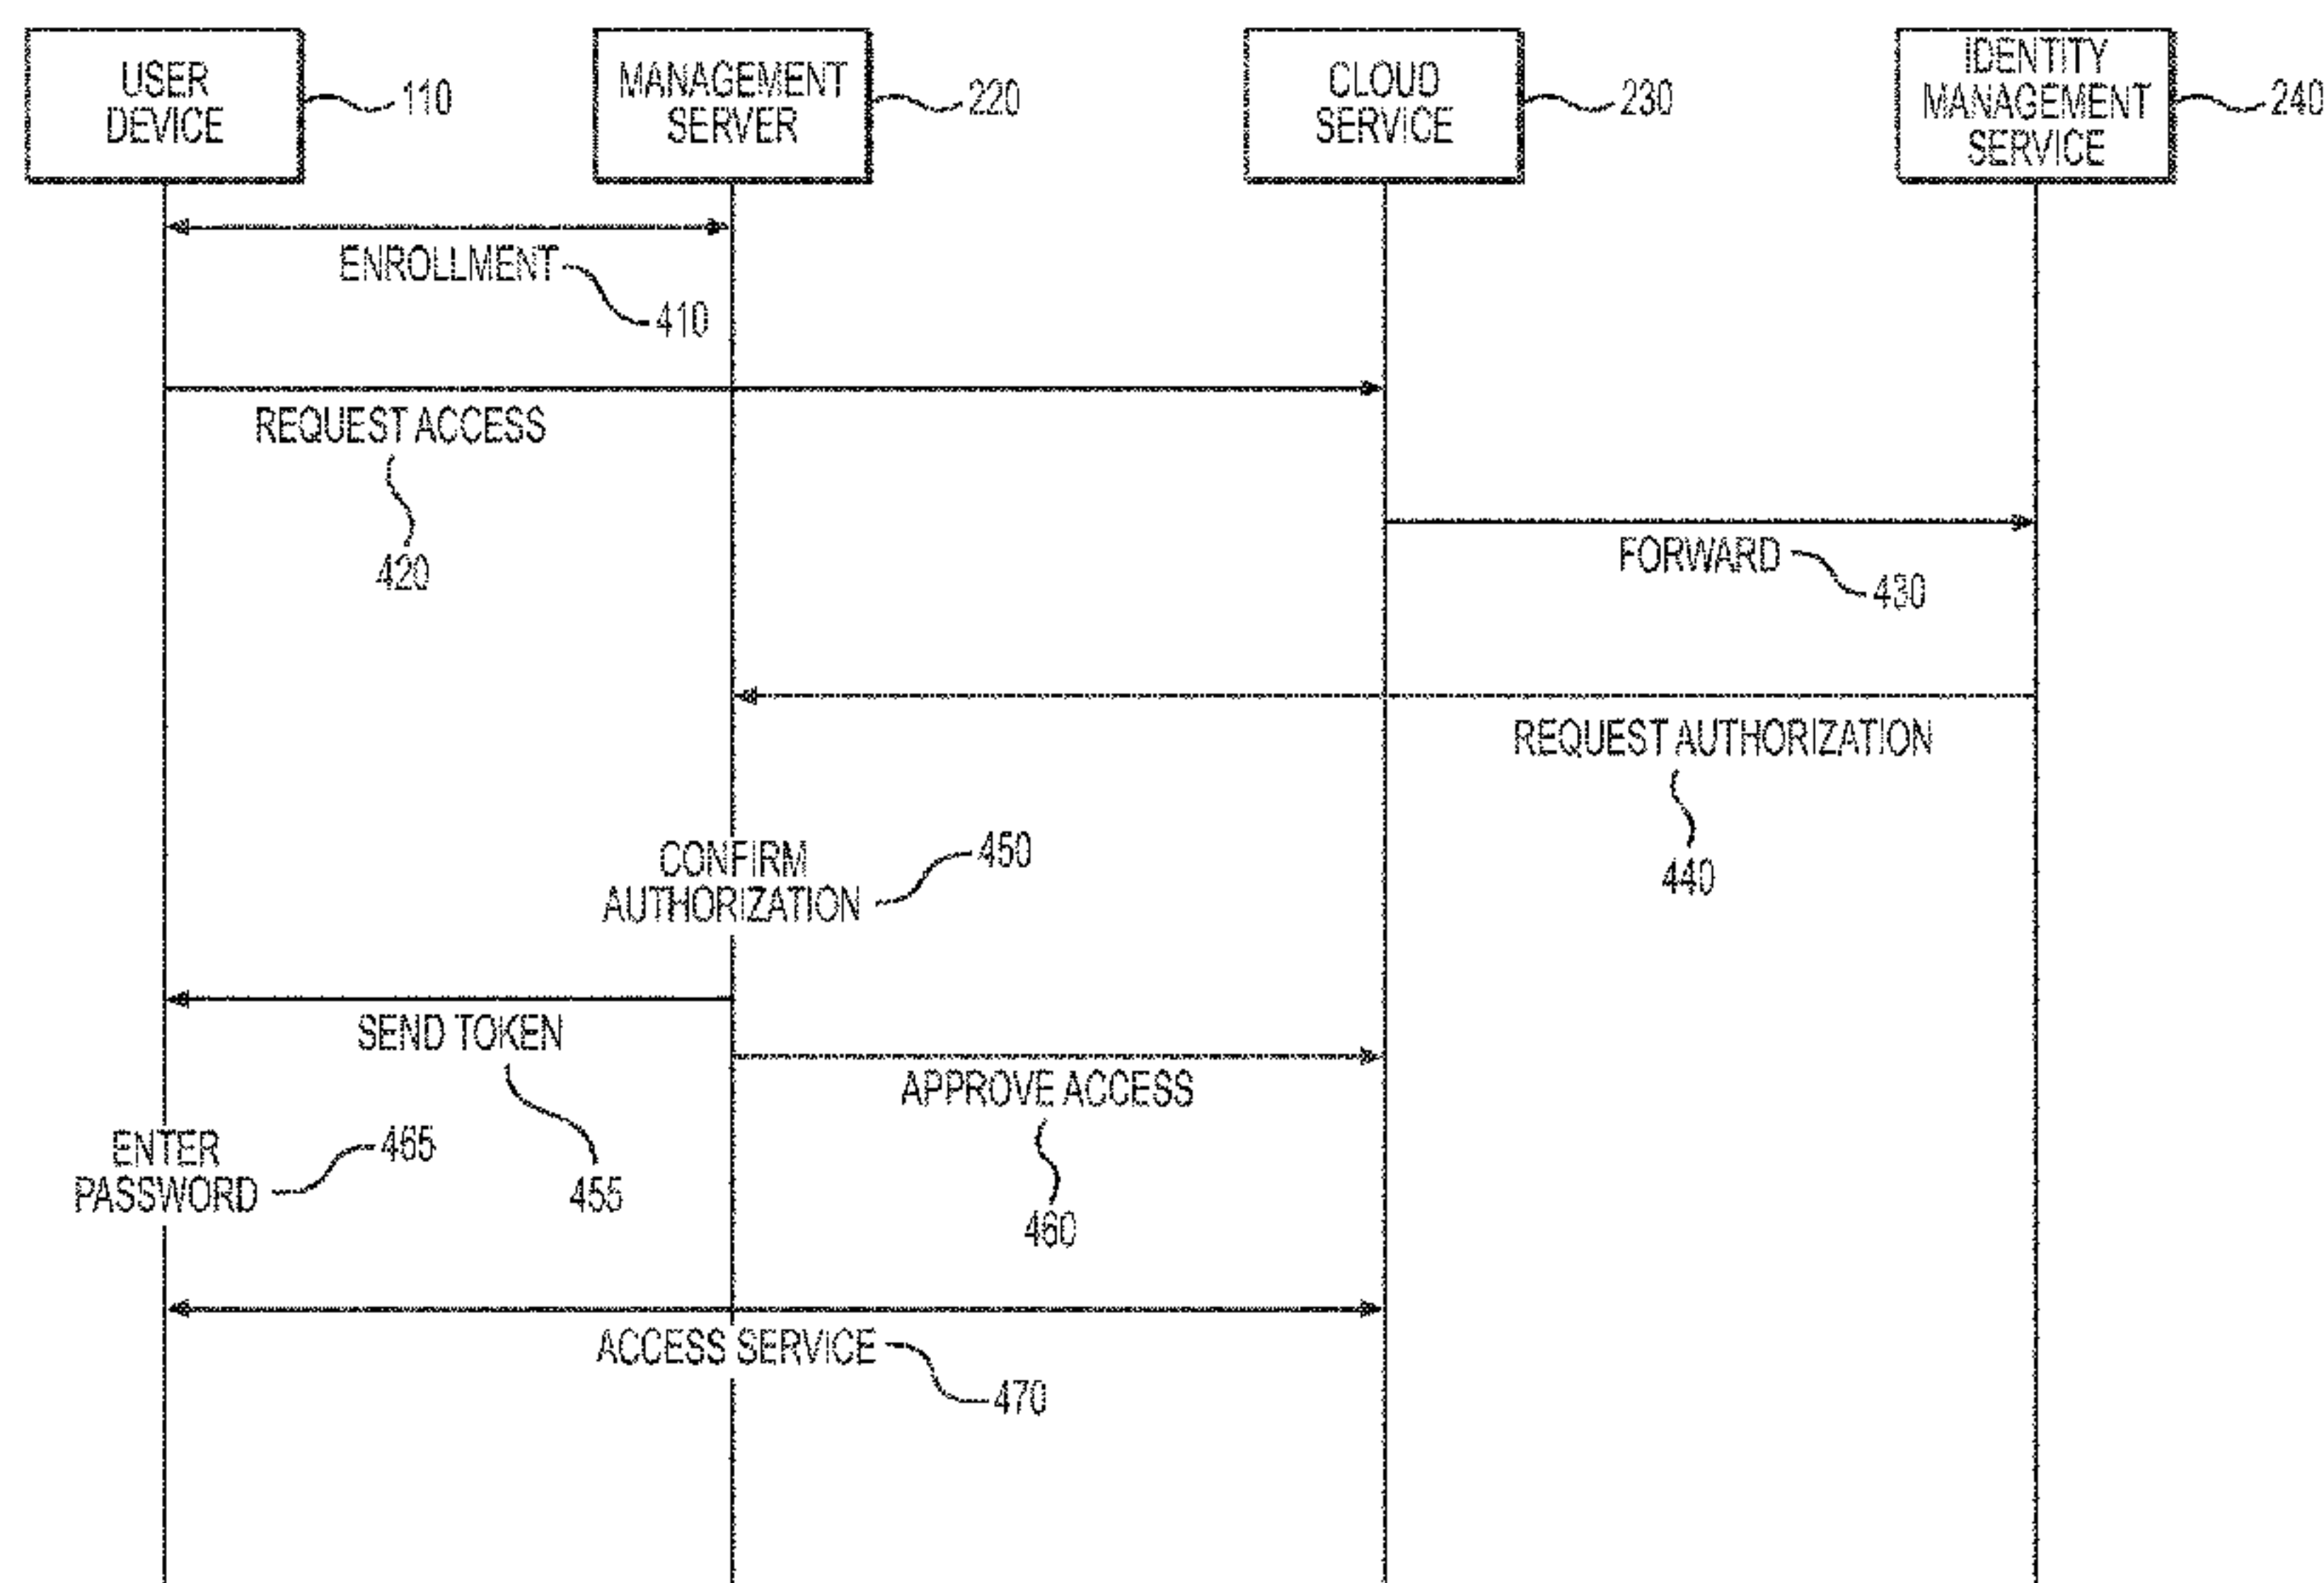 USER
DEVICE
110
MANAGEMENT
SERVER
220
CLOUD
SERVICE
230
IDENTITY
MANAGEMENT
SERVICE
240
ENROLLMENT
410
REQUEST ACCESS
420
FORWARD
430
REQUEST AUTHORIZATION
440
CONFIRM
AUTHORIZATION
450
SEND TOKEN
455
APPROVE ACCESS
460
ENTER
PASSWORD
465
ACCESS SERVICE
470